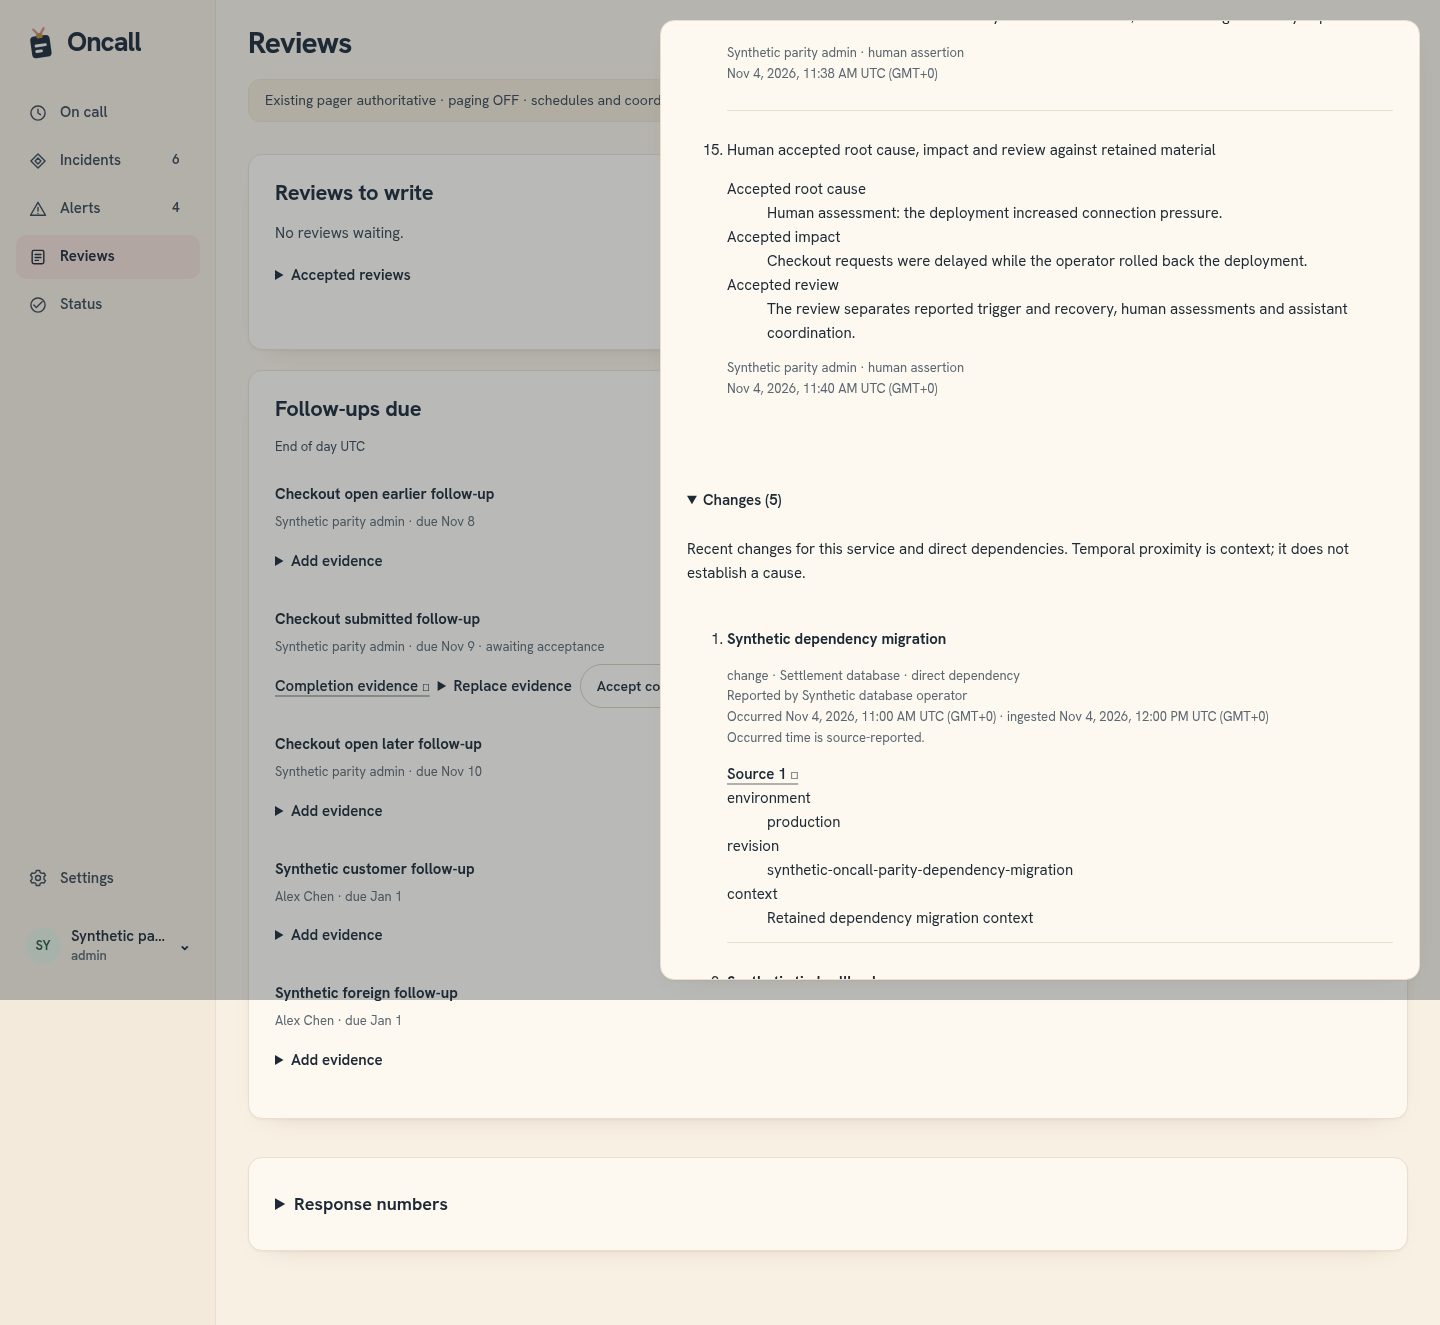 Oncall
On call
Incidents 6
Alerts 4
Reviews
Status
Settings
SY
Synthetic pa...
admin
Reviews
Existing pager authoritative · paging OFF · schedules and coord
Reviews to write
No reviews waiting.
Accepted reviews
Follow-ups due
End of day UTC
Checkout open earlier follow-up
Synthetic parity admin · due Nov 8
Add evidence
Checkout submitted follow-up
Synthetic parity admin · due Nov 9 · awaiting acceptance
Completion evidence Replace evidence Accept co
Checkout open later follow-up
Synthetic parity admin · due Nov 10
Add evidence
Synthetic customer follow-up
Alex Chen · due Jan 1
Add evidence
Synthetic foreign follow-up
Alex Chen · due Jan 1
Add evidence
Response numbers
Synthetic parity admin · human assertion
Nov 4, 2026, 11:38 AM UTC (GMT+0)
15. Human accepted root cause, impact and review against retained material
Accepted root cause
Human assessment: the deployment increased connection pressure.
Accepted impact
Checkout requests were delayed while the operator rolled back the deployment.
Accepted review
The review separates reported trigger and recovery, human assessments and assistant
coordination.
Synthetic parity admin · human assertion
Nov 4, 2026, 11:40 AM UTC (GMT+0)
Changes (5)
Recent changes for this service and direct dependencies. Temporal proximity is context; it does not
establish a cause.
1. Synthetic dependency migration
change · Settlement database · direct dependency
Reported by Synthetic database operator
Occurred Nov 4, 2026, 11:00 AM UTC (GMT+0) · ingested Nov 4, 2026, 12:00 PM UTC (GMT+0)
Occurred time is source-reported.
Source 1
environment
production
revision
synthetic-oncall-parity-dependency-migration
context
Retained dependency migration context